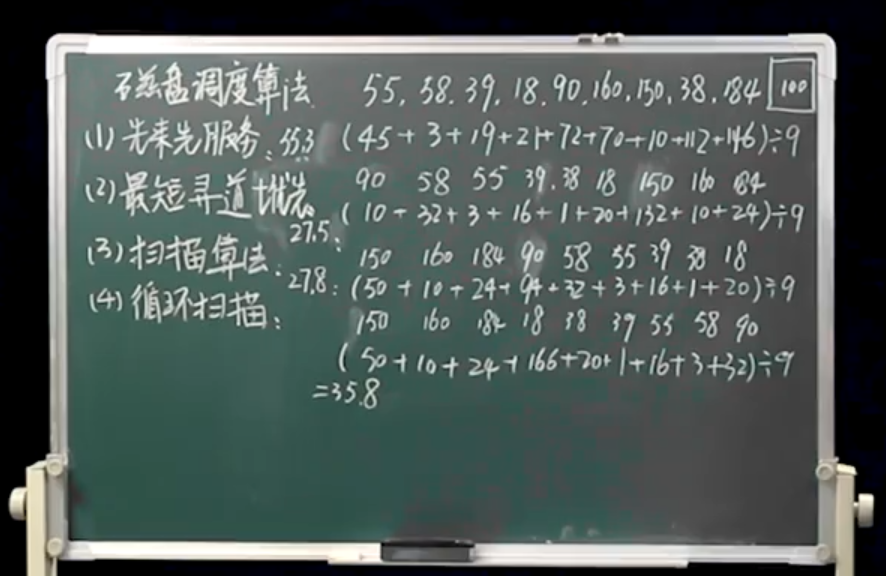 磁盘调度算法 55, 58, 39, 18, 90, 160, 150, 38, 184 100
(1) 先来先服务: 55.3 (45+3+19+21+72+70+10+112+146)÷9
90 58 55 39, 38 18 150 160 184
(2) 最短寻道优先 27.5: (10+32+3+16+1+20+132+10+24)÷9
(3) 扫描算法: 150 160 184 90 58 55 39 38 18
27.8: (50+10+24+94+32+3+16+1+20)÷9
(4) 循环扫描: 150 160 184 18 38 39 55 58 90
(50+10+24+166+20+1+16+3+32)÷9
=35.8